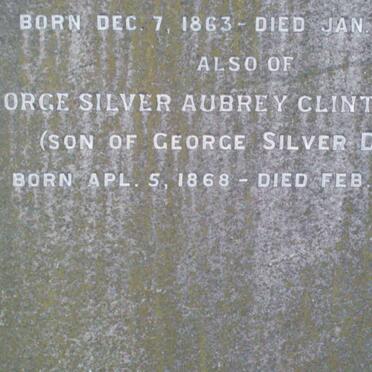 BORN DEC. 7, 1863 - DIED JAN.
ALSO OF
ORGE SILVER AUBREY CLINT
(SON OF GEORGE SILVER D
BORN APL. 5, 1868 - DIED FEB.